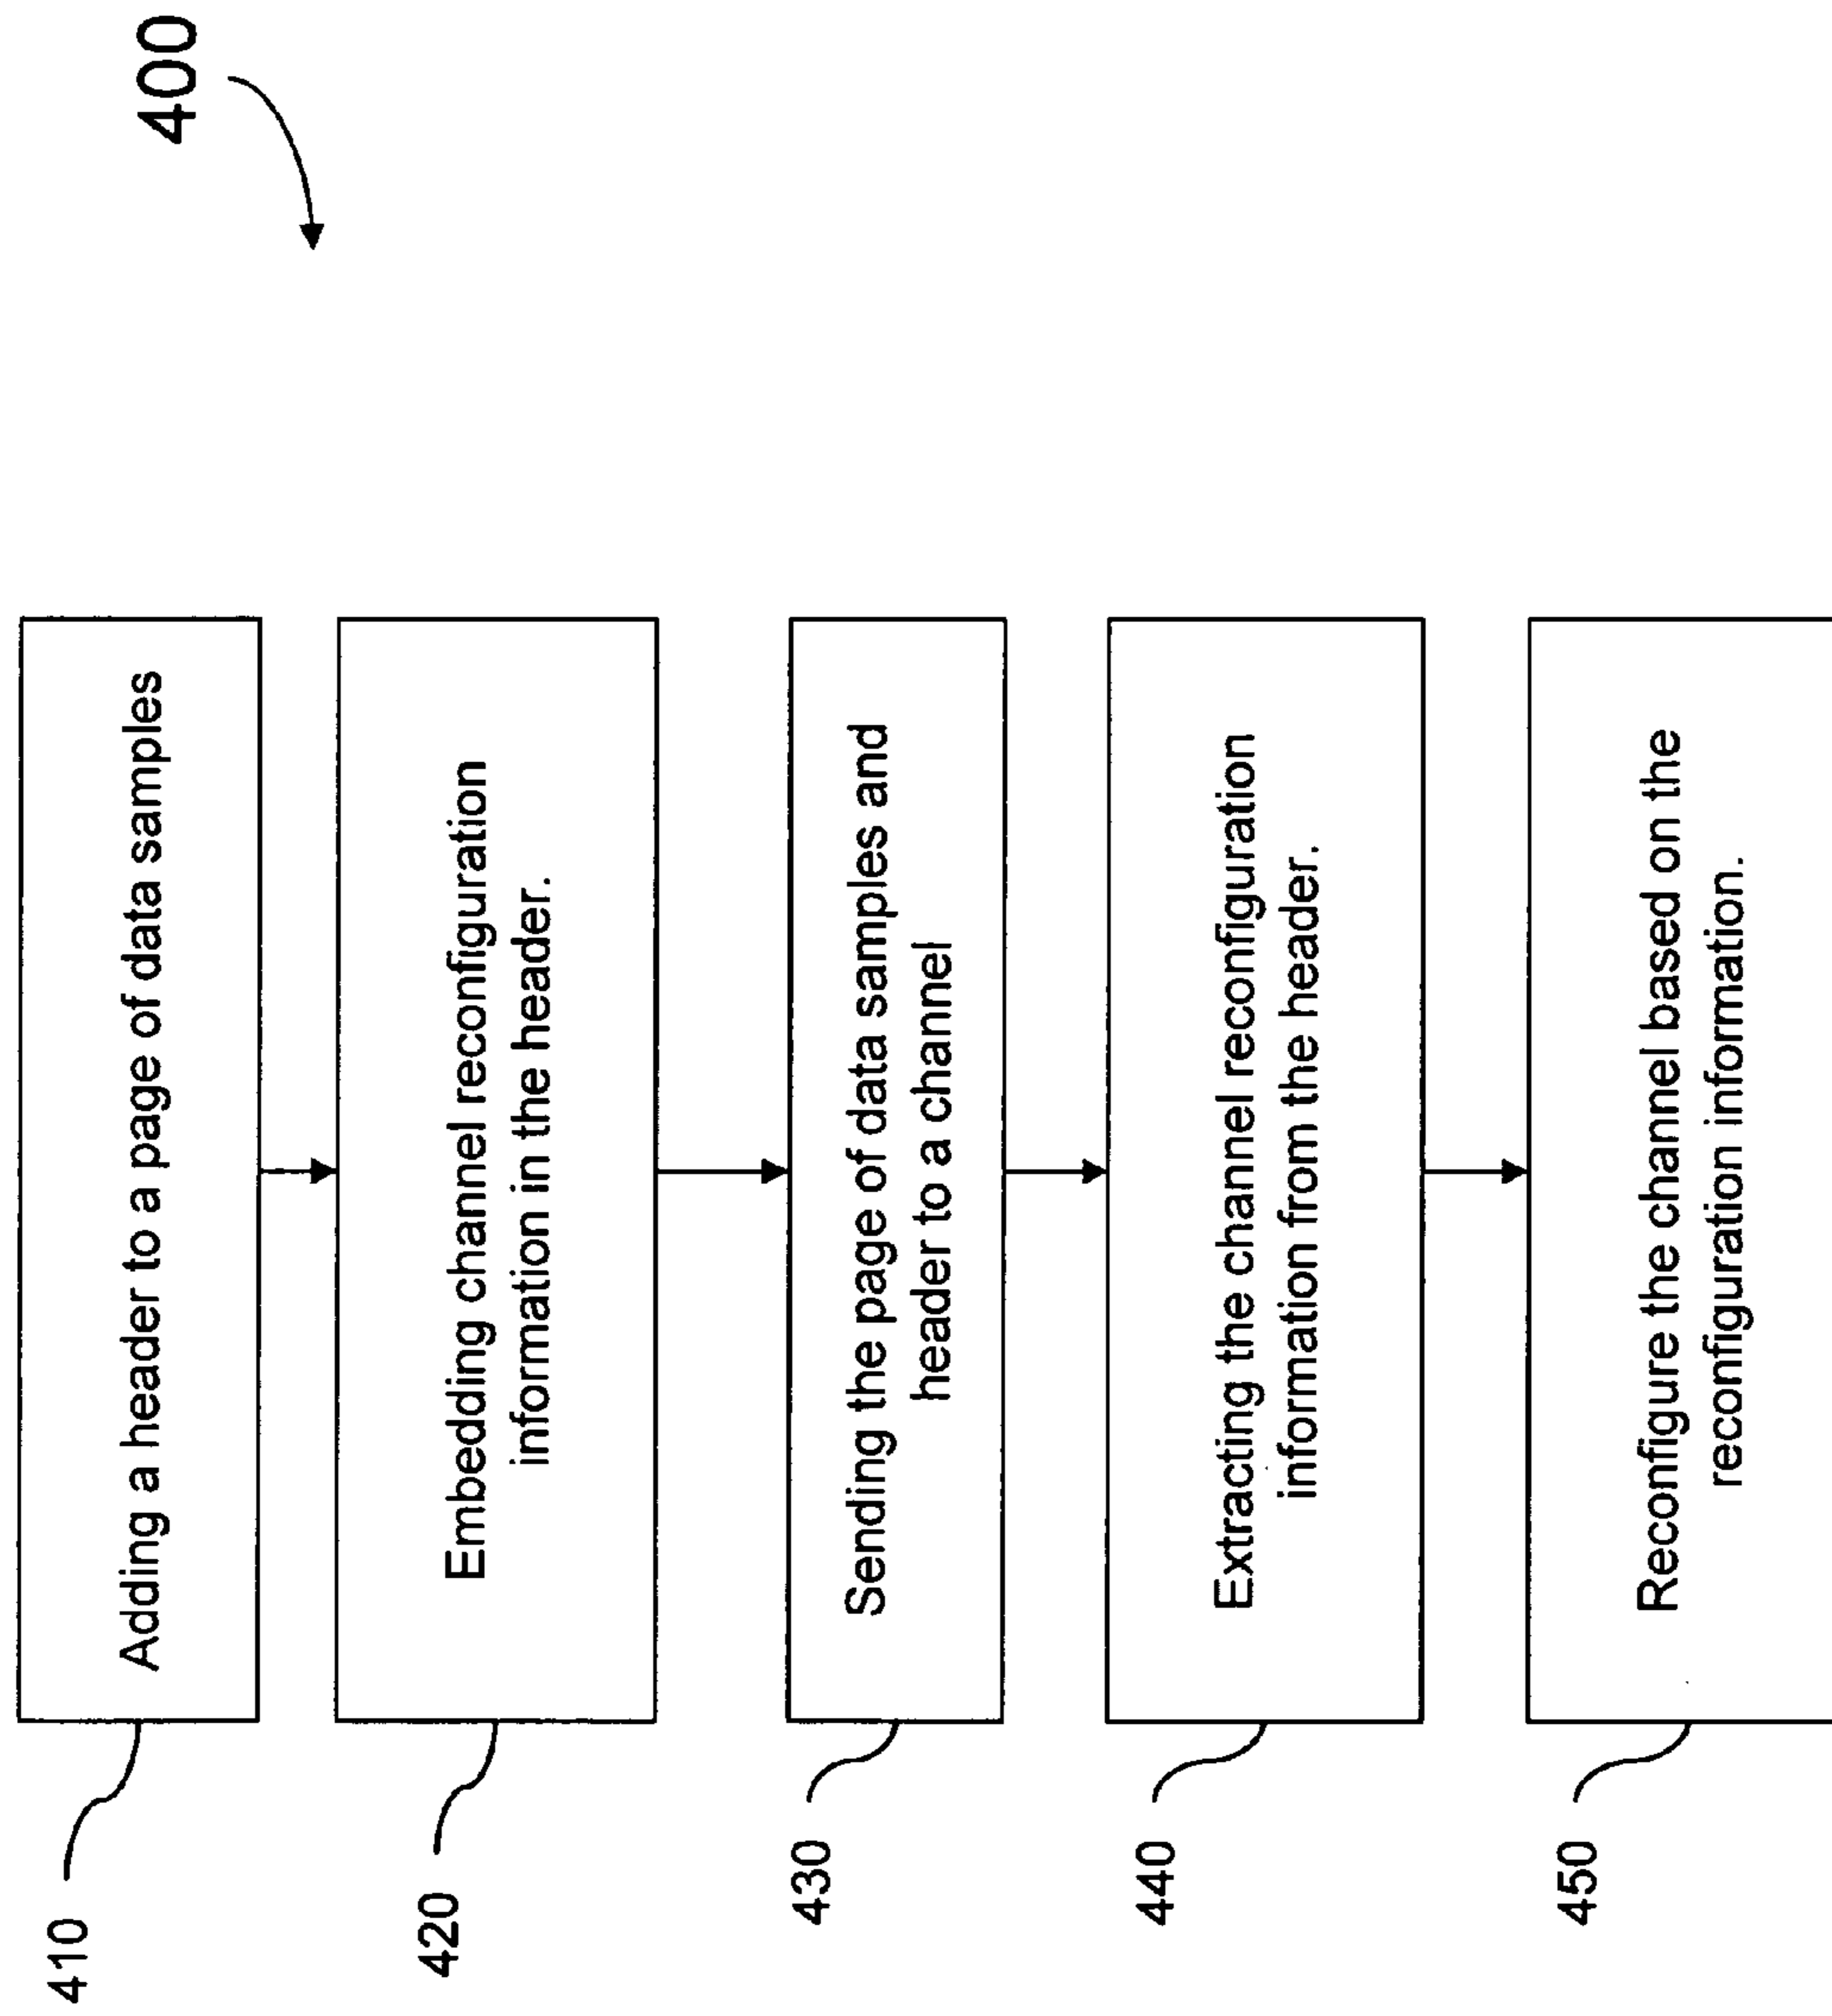 400
410
Adding a header to a page of data samples
420
Embedding channel reconfiguration
information in the header.
430
Sending the page of data samples and
header to a channel
440
Extracting the channel reconfiguration
information from the header.
450
Reconfigure the channel based on the
reconfiguration information.